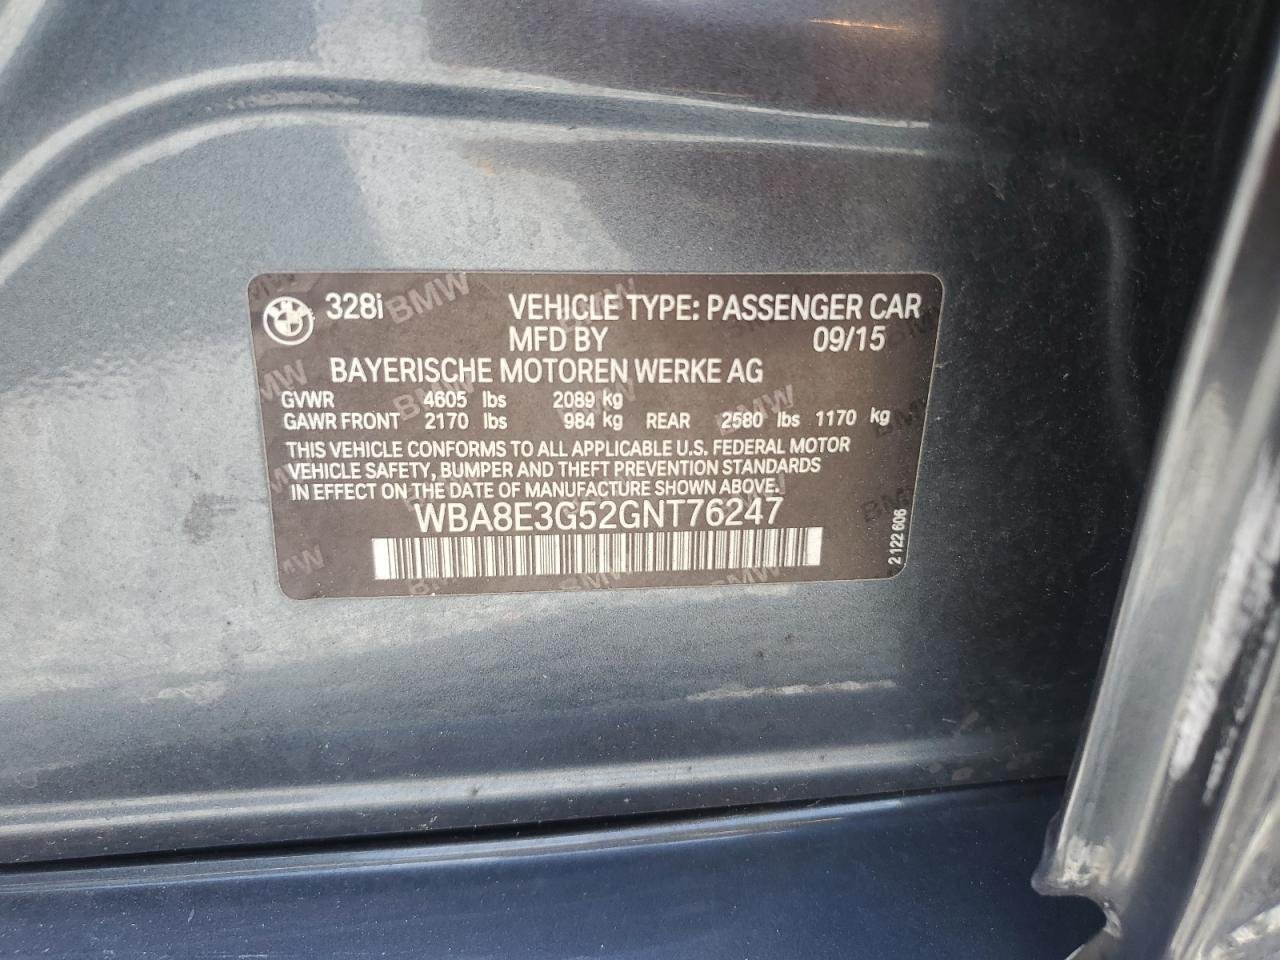 328i VEHICLE TYPE: PASSENGER CAR
MFD BY 09/15
BAYERISCHE MOTOREN WERKE AG
GVWR 4605 lbs 2089 kg
GAWR FRONT 2170 lbs 984 kg REAR 2580 lbs 1170 kg
THIS VEHICLE CONFORMS TO ALL APPLICABLE U.S. FEDERAL MOTOR
VEHICLE SAFETY, BUMPER AND THEFT PREVENTION STANDARDS
IN EFFECT ON THE DATE OF MANUFACTURE SHOWN ABOVE.
WBA8E3G52GNT76247
2 122 606